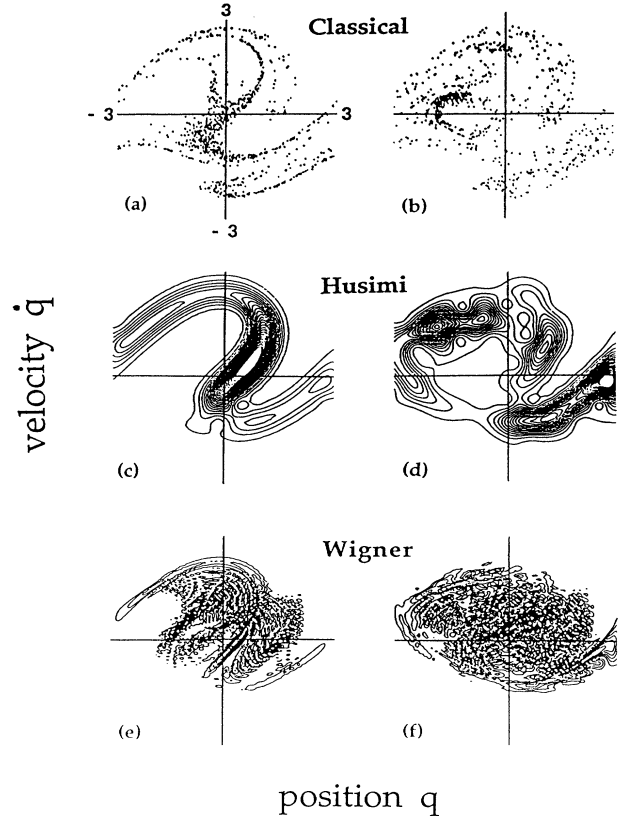 3
Classical
- 3
3
(a)
(b)
- 3
Husimi
velocity q̇
(c)
(d)
Wigner
(e)
(f)
position q